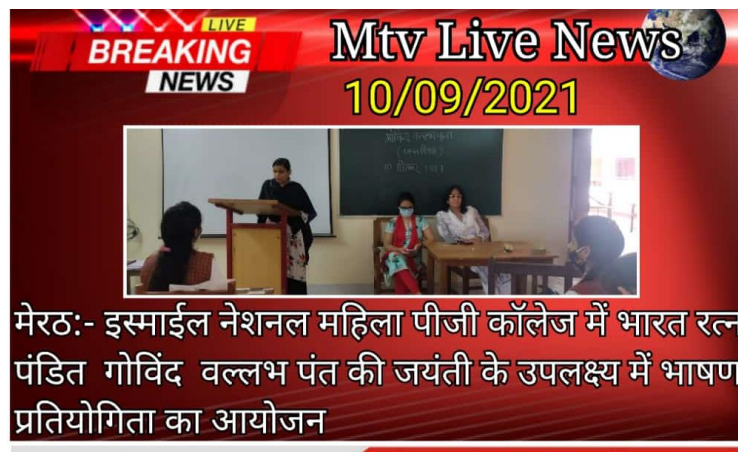 LIVE
BREAKING
NEWS
Mtv Live News
10/09/2021
मेरठ:- इस्माईल नेशनल महिला पीजी कॉलेज में भारत रत्न
पंडित गोविंद वल्लभ पंत की जयंती के उपलक्ष्य में भाषण
प्रतियोगिता का आयोजन